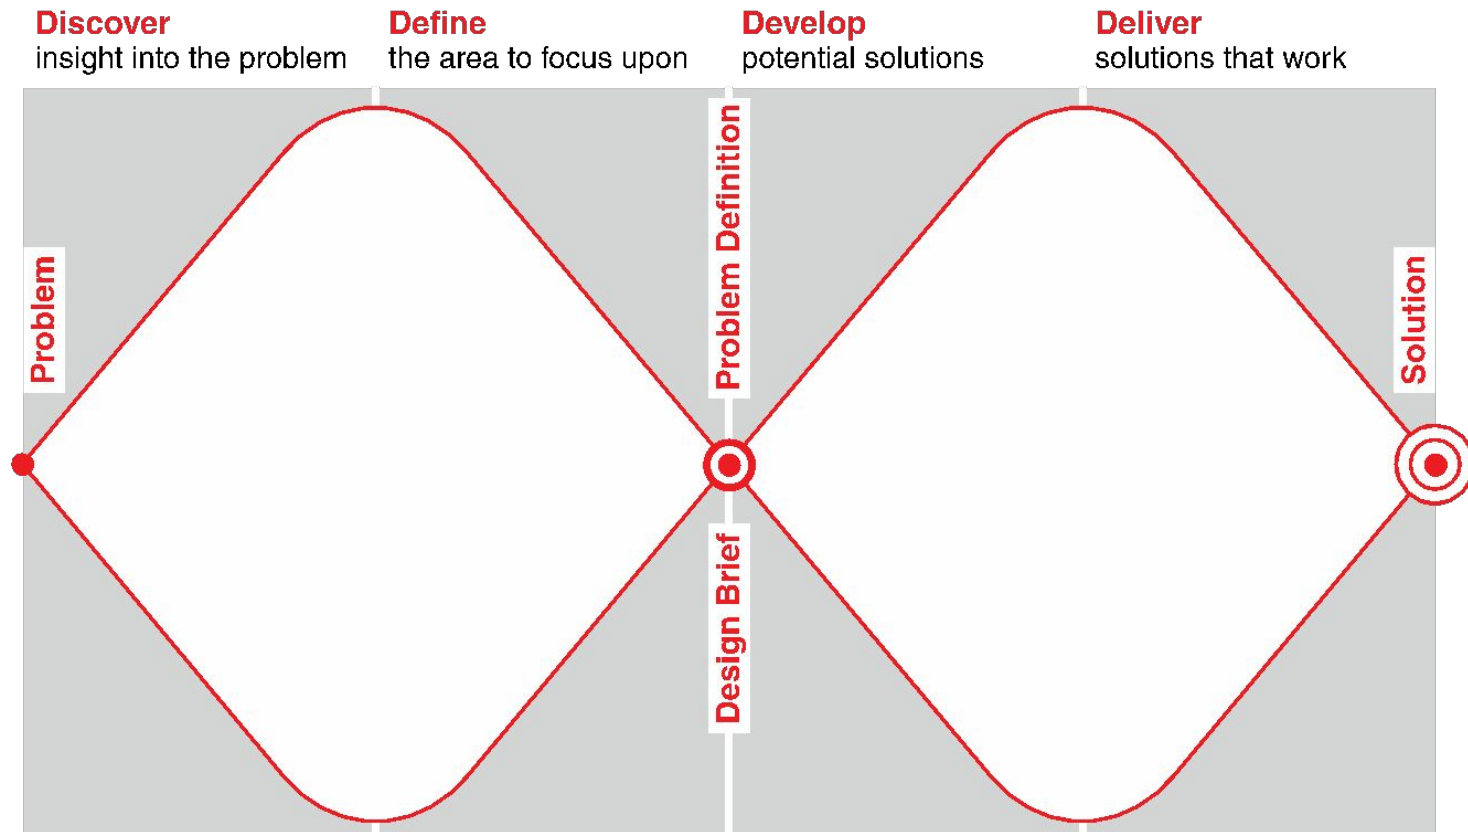 Discover
insight into the problem
Define
the area to focus upon
Develop
potential solutions
Deliver
solutions that work
Problem
Problem Definition
Design Brief
Solution